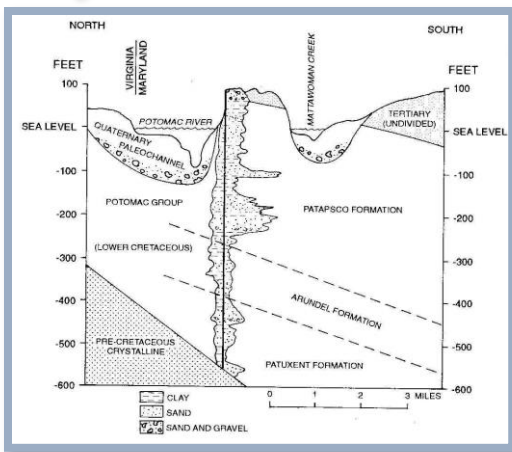 NORTH
SOUTH
FEET
VIRGINIA
MARYLAND
MATTAWOMAN CREEK
FEET
100
100
POTOMAC RIVER
TERTIARY
(UNDIVIDED)
SEA LEVEL
SEA LEVEL
QUATERNARY
PALEOCHANNEL
-100
-100
POTOMAC GROUP
PATAPSCO FORMATION
-200
-200
(LOWER CRETACEOUS)
-300
-300
ARUNDEL FORMATION
-400
-400
PRE-CRETACEOUS
CRYSTALLINE
-500
-500
PATUXENT FORMATION
-600
-600
CLAY
SAND
SAND AND GRAVEL
0 1 2 3 MILES